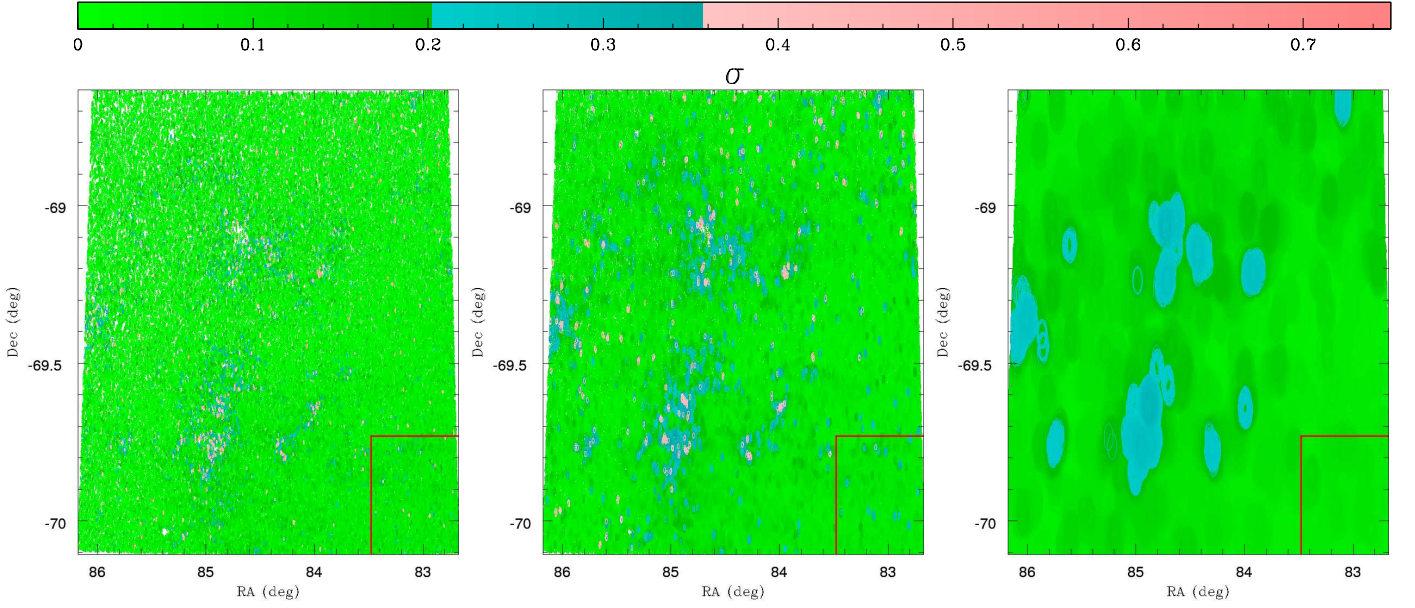 0 0.1 0.2 0.3 0.4 0.5 0.6 0.7
σ
-69 -69 -69
-69.5 -69.5 -69.5
-70 -70 -70
Dec (deg) Dec (deg) Dec (deg)
86 85 84 83 86 85 84 83 86 85 84 83
RA (deg) RA (deg) RA (deg)